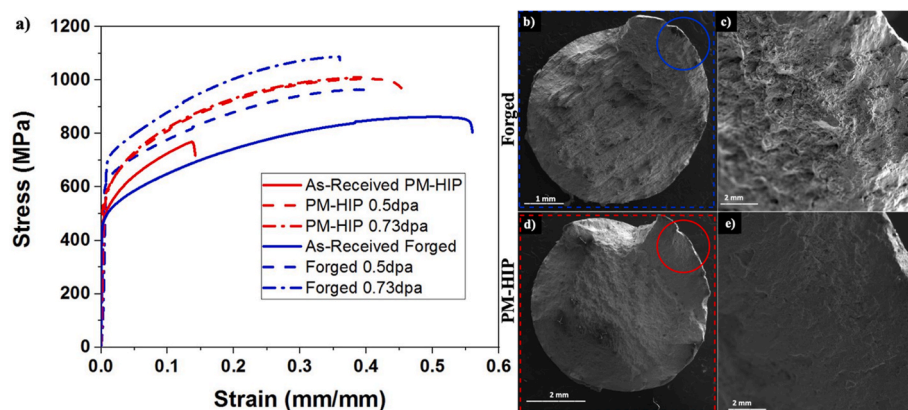 a)
1200
1000
800
600
400
200
0
Stress (MPa)
0.0
0.1
0.2
0.3
0.4
0.5
0.6
Strain (mm/mm)
As-Received PM-HIP
PM-HIP 0.5dpa
PM-HIP 0.73dpa
As-Received Forged
Forged 0.5dpa
Forged 0.73dpa
Forged
b)
1 mm
c)
2 mm
PM-HIP
d)
2 mm
e)
2 mm